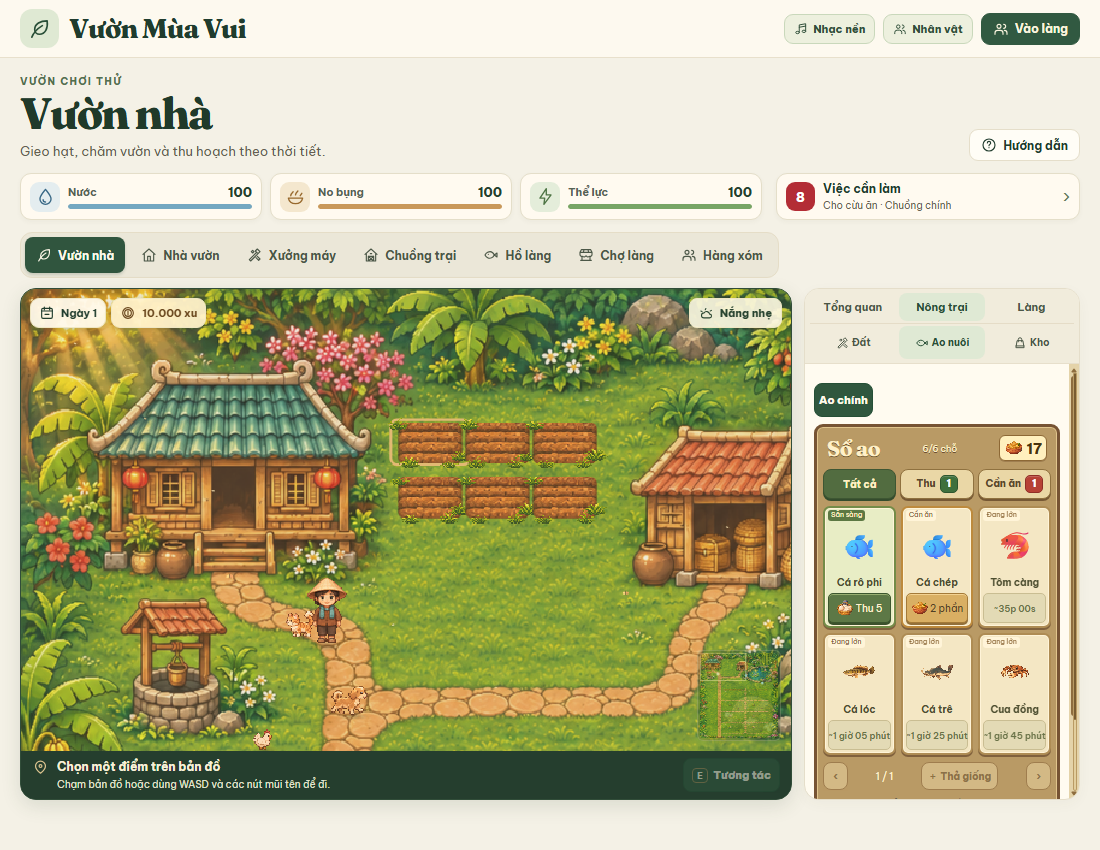 Vườn Mùa Vui
Nhạc nền
Nhân vật
Vào làng
VƯỜN CHƠI THỬ
Vườn nhà
Gieo hạt, chăm vườn và thu hoạch theo thời tiết.
Hướng dẫn
Nước 100
No bụng 100
Thể lực 100
8 Việc cần làm
Cho cừu ăn · Chuồng chính
Vườn nhà
Nhà vườn
Xưởng máy
Chuồng trại
Hồ làng
Chợ làng
Hàng xóm
Ngày 1
10.000 xu
Nắng nhẹ
Chọn một điểm trên bản đồ
Chạm bản đồ hoặc dùng WASD và các nút mũi tên để đi.
E Tương tác
Tổng quan
Nông trại
Làng
Đất
Ao nuôi
Kho
Ao chính
Sổ ao
6/6 chỗ
17
Tất cả
Thu 1
Cần ăn 1
Sẵn sàng
Cá rô phi
Thu 5
Cần ăn
Cá chép
2 phần
Đang lớn
Tôm càng
~35p 00s
Đang lớn
Cá lóc
~1 giờ 05 phút
Đang lớn
Cá trê
~1 giờ 25 phút
Đang lớn
Cua đồng
~1 giờ 45 phút
‹
1 / 1
+ Thả giống
›